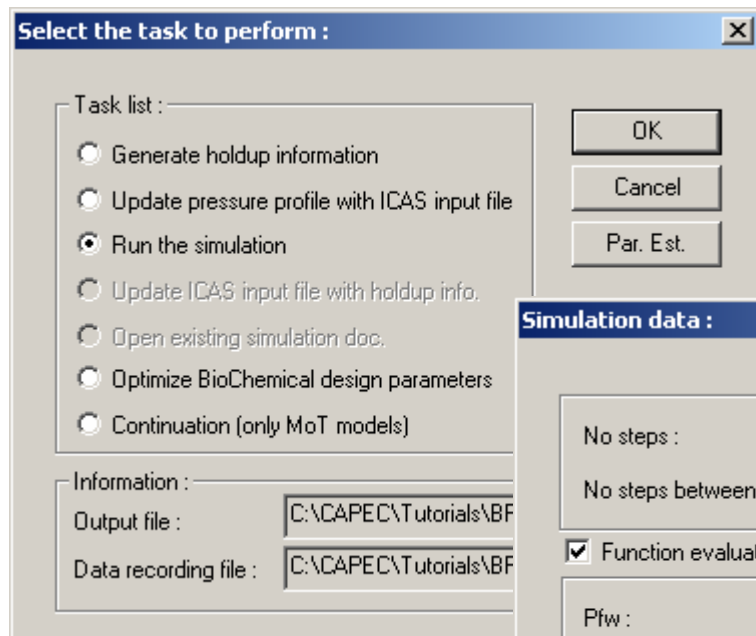 Select the task to perform :
Task list :
Generate holdup information
Update pressure profile with ICAS input file
Run the simulation
Update ICAS input file with holdup info.
Open existing simulation doc.
Optimize BioChemical design parameters
Continuation (only MoT models)
OK
Cancel
Par. Est.
Information :
Output file : C:\CAPEC\Tutorials\BF
Data recording file : C:\CAPEC\Tutorials\BF
Simulation data :
No steps :
No steps between
Function evaluat
Pfw :